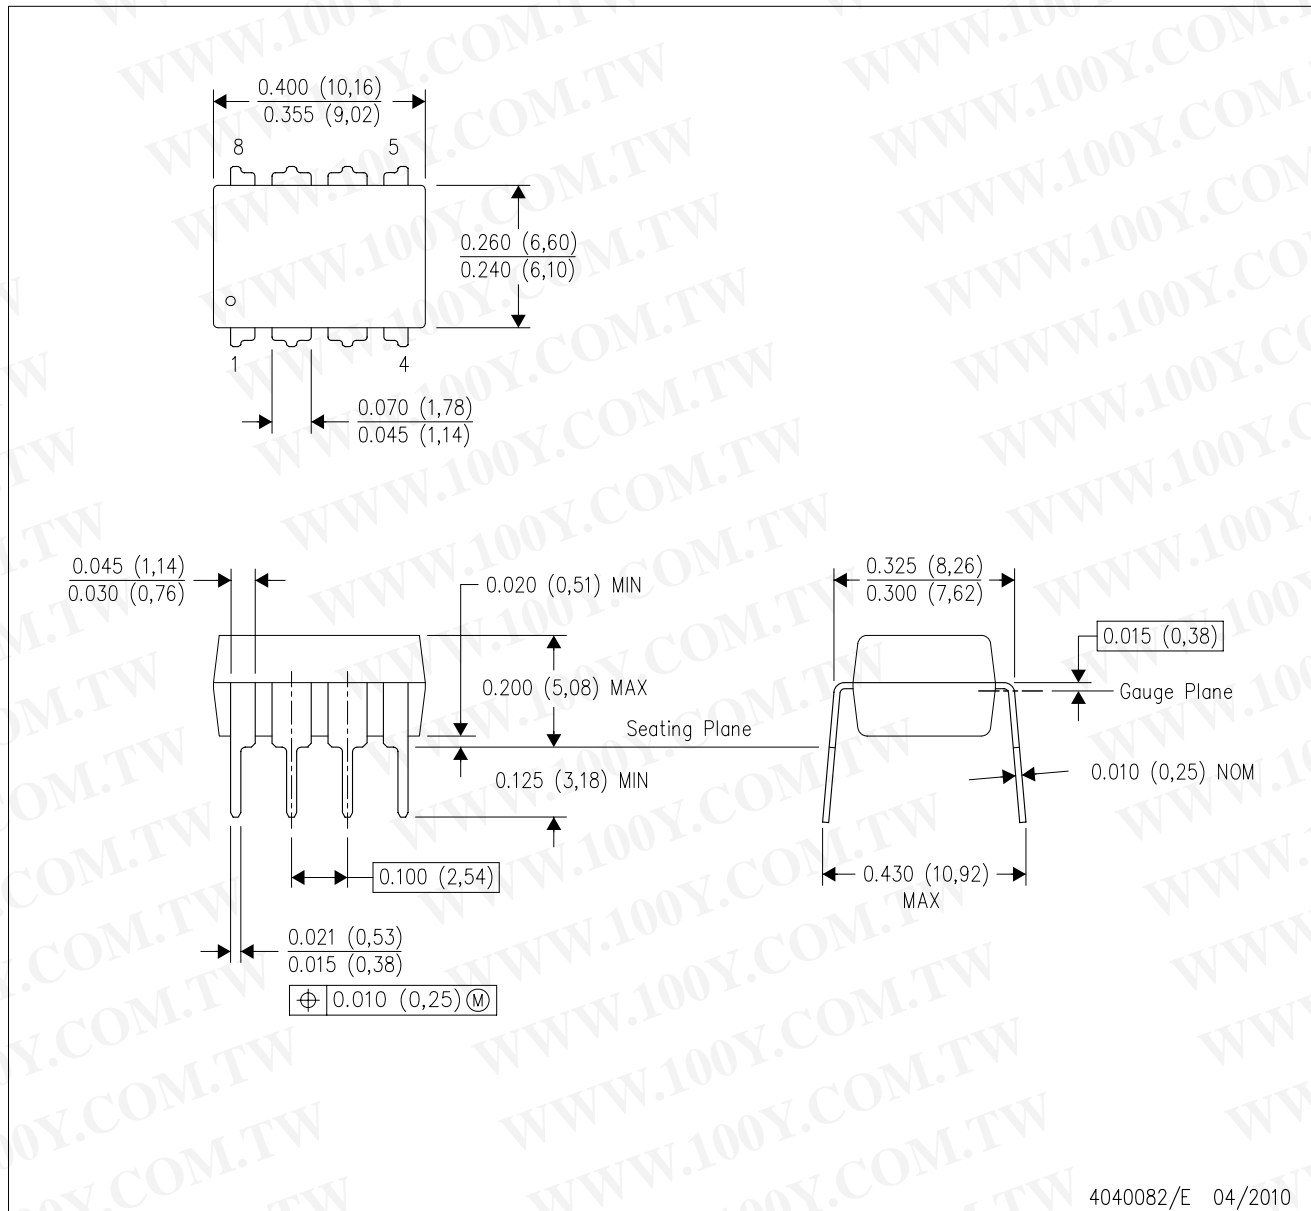 0.400 (10,16)
0.355 (9,02)
8
5
0.260 (6,60)
0.240 (6,10)
1
4
0.070 (1,78)
0.045 (1,14)
0.045 (1,14)
0.030 (0,76)
0.020 (0,51) MIN
0.325 (8,26)
0.300 (7,62)
0.015 (0,38)
0.200 (5,08) MAX
Gauge Plane
Seating Plane
0.125 (3,18) MIN
0.010 (0,25) NOM
0.100 (2,54)
0.430 (10,92)
MAX
0.021 (0,53)
0.015 (0,38)
⌖ 0.010 (0,25) Ⓜ
4040082/E 04/2010
WWW.100Y.COM.TW